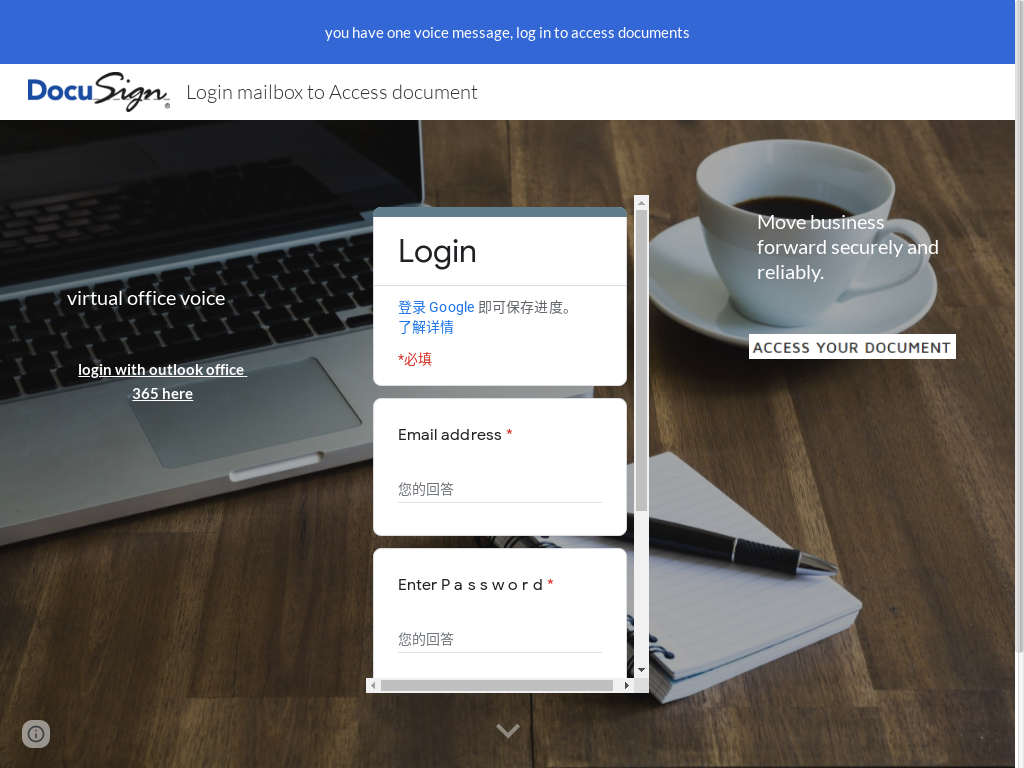 you have one voice message, log in to access documents
DocuSign®
Login mailbox to Access document
Login
登录 Google 即可保存进度。
了解详情
*必填
Email address *
您的回答
Enter P a s s w o r d *
您的回答
virtual office voice
login with outlook office
365 here
Move business
forward securely and
reliably.
ACCESS YOUR DOCUMENT